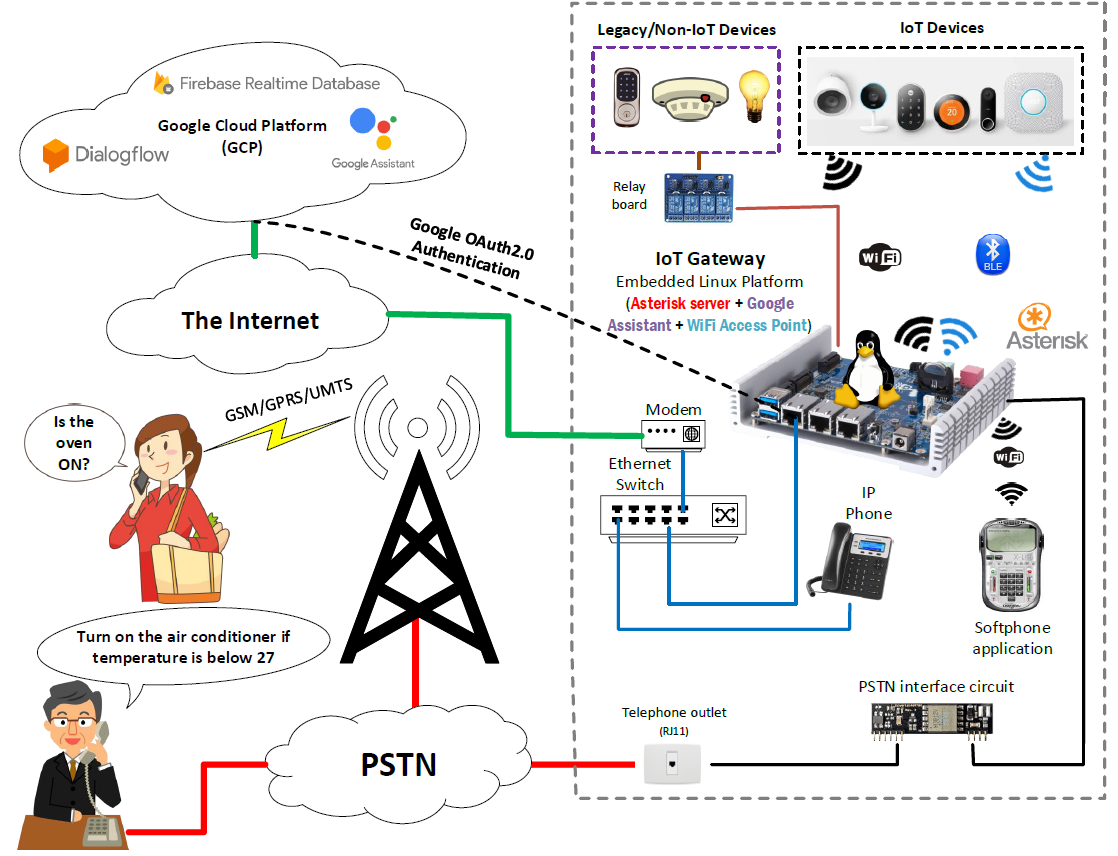 Legacy/Non-IoT Devices
IoT Devices
Firebase Realtime Database
Google Cloud Platform
(GCP)
Dialogflow
Google Assistant
20
Relay
board
Google OAuth2.0
Authentication
WiFi
BLE
IoT Gateway
Embedded Linux Platform
(Asterisk server + Google
Assistant + WiFi Access Point)
Asterisk
The Internet
GSM/GPRS/UMTS
Is the
oven
ON?
Modem
Ethernet
Switch
WiFi
IP
Phone
Softphone
application
Turn on the air conditioner if
temperature is below 27
PSTN interface circuit
Telephone outlet
(RJ11)
PSTN